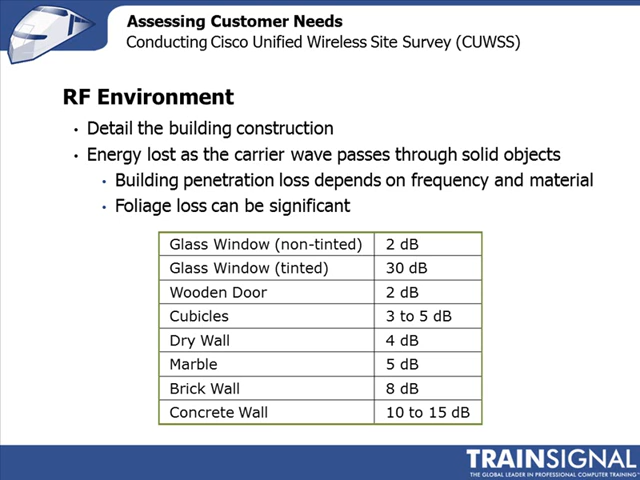 Assessing Customer Needs
Conducting Cisco Unified Wireless Site Survey (CUWSS)
RF Environment
• Detail the building construction
• Energy lost as the carrier wave passes through solid objects
• Building penetration loss depends on frequency and material
• Foliage loss can be significant
Glass Window (non-tinted) 2 dB
Glass Window (tinted) 30 dB
Wooden Door 2 dB
Cubicles 3 to 5 dB
Dry Wall 4 dB
Marble 5 dB
Brick Wall 8 dB
Concrete Wall 10 to 15 dB
TRAINSIGNAL
THE GLOBAL LEADER IN PROFESSIONAL COMPUTER TRAINING